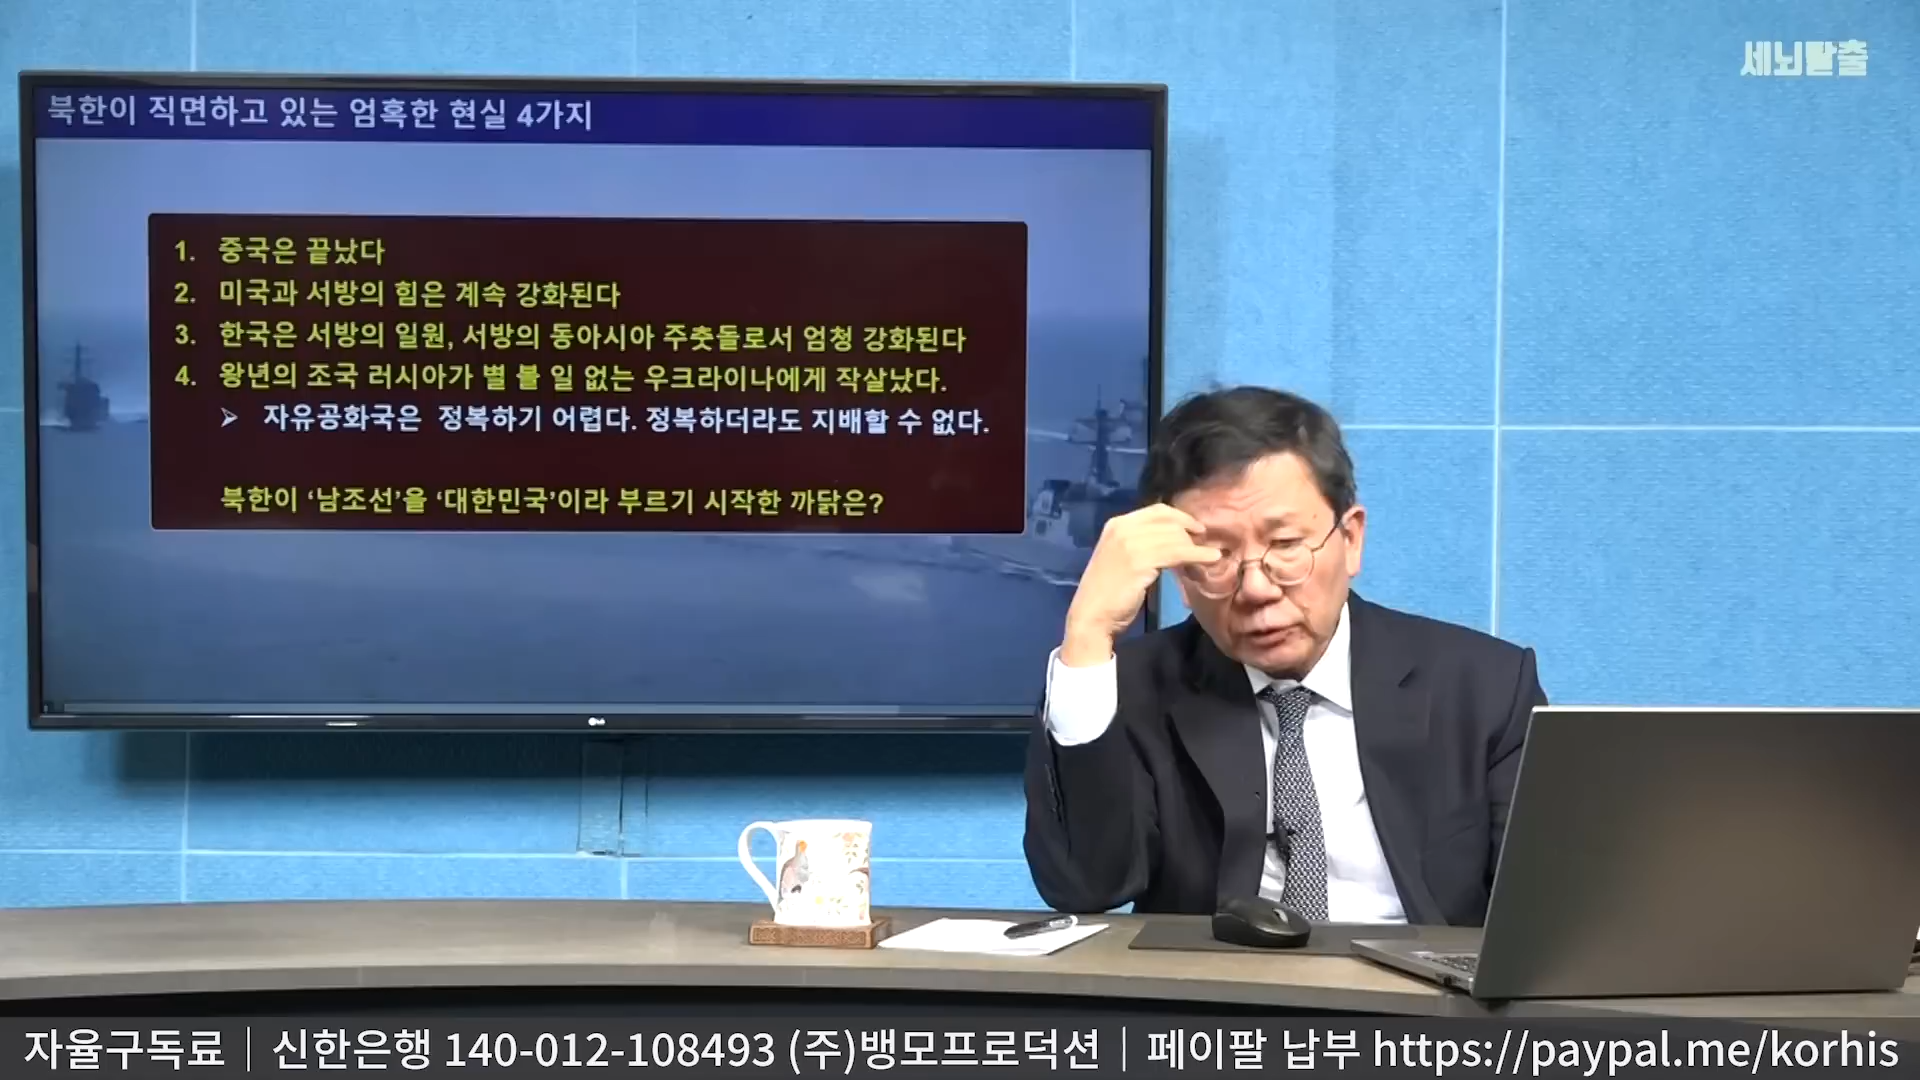 세뇌탈출
북한이 직면하고 있는 엄혹한 현실 4가지
1. 중국은 끝났다
2. 미국과 서방의 힘은 계속 강화된다
3. 한국은 서방의 일원, 서방의 동아시아 주춧돌로서 엄청 강화된다
4. 왕년의 조국 러시아가 별 볼 일 없는 우크라이나에게 작살났다.
➢ 자유공화국은 정복하기 어렵다. 정복하더라도 지배할 수 없다.
북한이 ‘남조선’을 ‘대한민국’이라 부르기 시작한 까닭은?
LG
자율구독료｜신한은행 140-012-108493 (주)뱅모프로덕션｜페이팔 납부 https://paypal.me/korhis